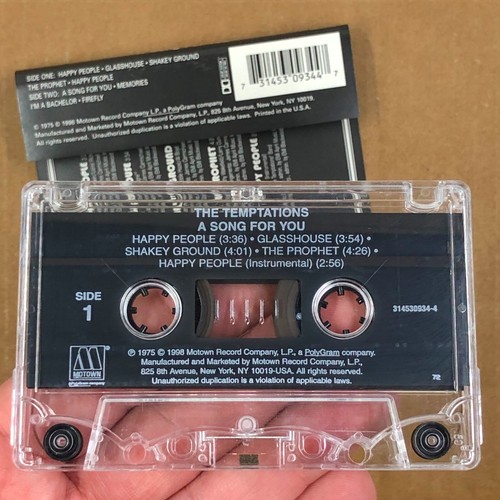 SIDE ONE: HAPPY PEOPLE • GLASSHOUSE • SHAKEY GROUND
THE PROPHET • HAPPY PEOPLE
SIDE TWO: A SONG FOR YOU • MEMORIES
I'M A BACHELOR • FIREFLY
7 31453 09344 7
℗ 1975 © 1998 Motown Record Company L.P., a PolyGram company
Manufactured and Marketed by Motown Record Company, L.P., 825 8th Avenue, New York, NY 10019.
All rights reserved. Unauthorized duplication is a violation of applicable laws. Printed in the U.S.A.
GROUND
PROPHET
PEOPLE
THE TEMPTATIONS
A SONG FOR YOU
HAPPY PEOPLE (3:36) • GLASSHOUSE (3:54) •
SHAKEY GROUND (4:01) • THE PROPHET (4:26) •
HAPPY PEOPLE (Instrumental) (2:56)
SIDE
1
314530934-4
MOTOWN
℗ 1975 © 1998 Motown Record Company, L.P., a PolyGram company.
Manufactured and Marketed by Motown Record Company, L.P.,
825 8th Avenue, New York, NY 10019-USA. All rights reserved.
Unauthorized duplication is a violation of applicable laws.
72